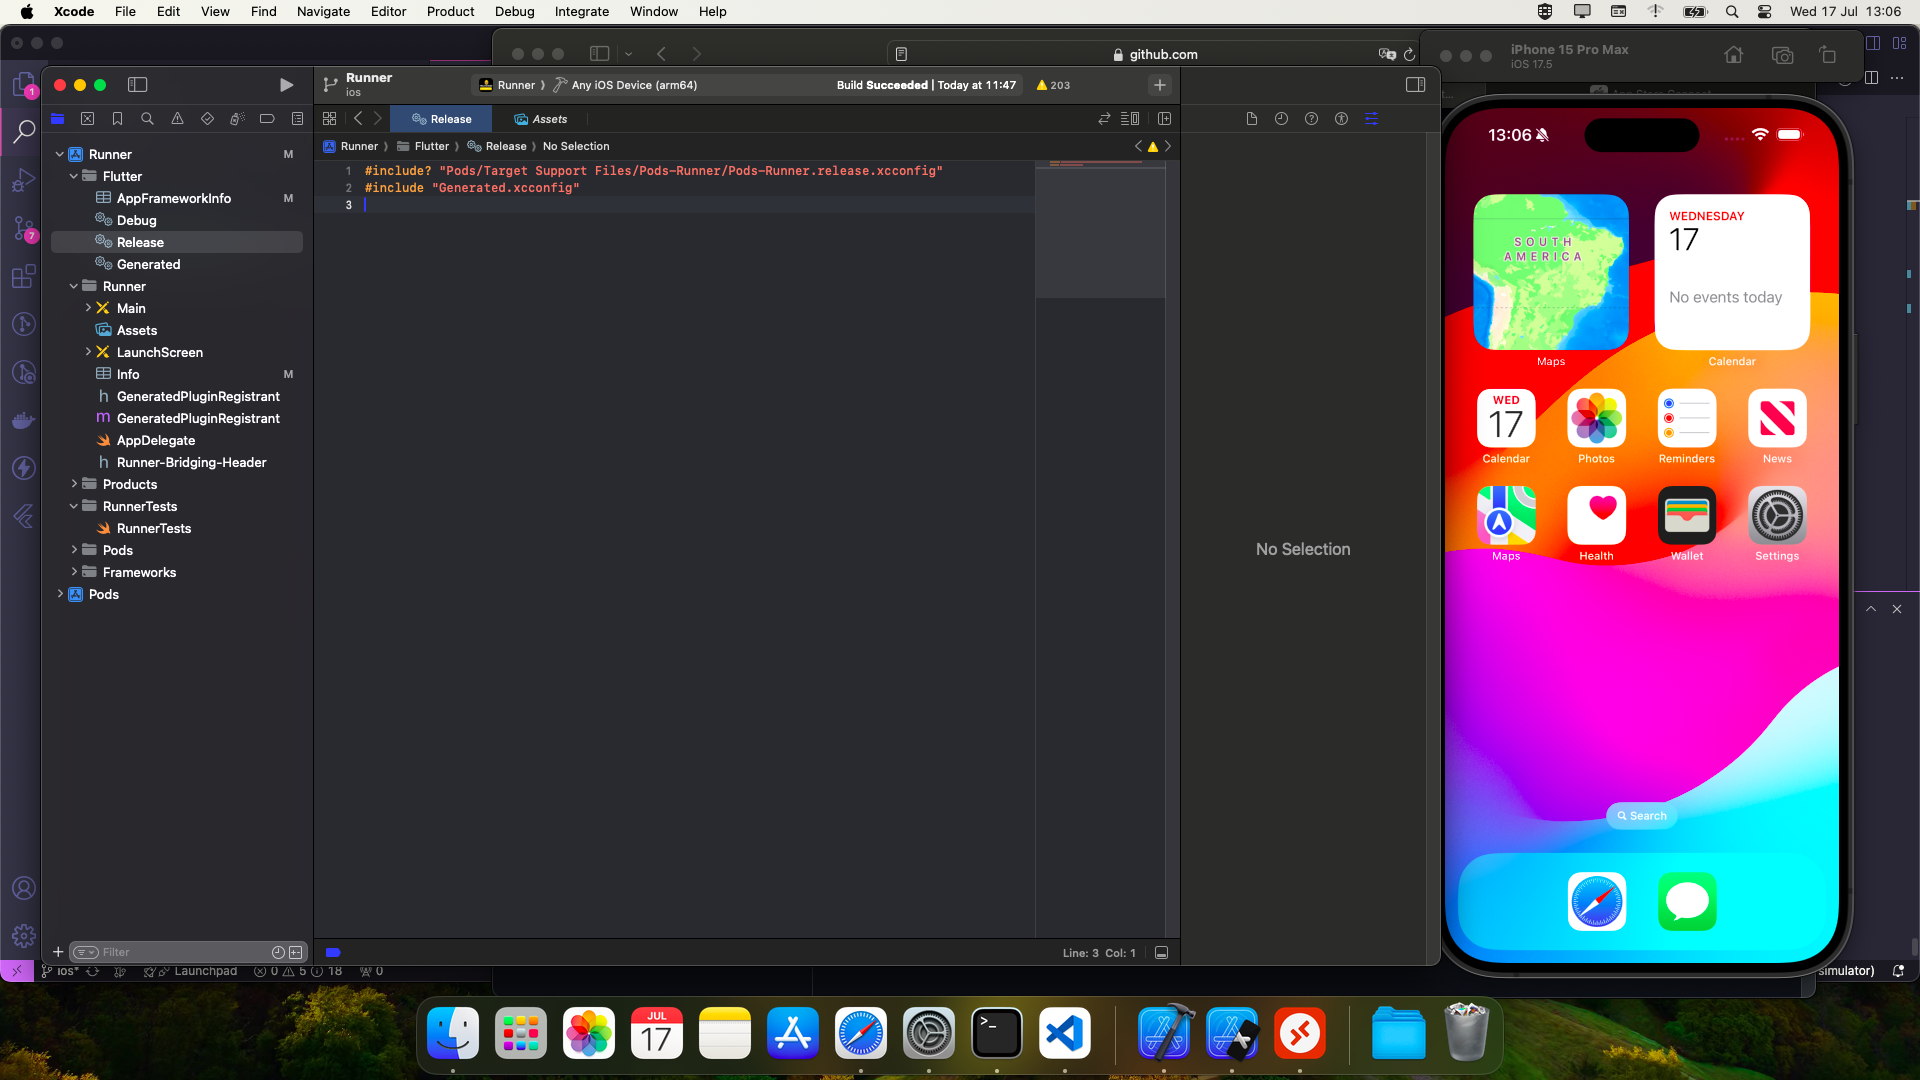 Xcode File Edit View Find Navigate Editor Product Debug Integrate Window Help Wed 17 Jul 13:06
github.com
iPhone 15 Pro Max
iOS 17.5
Runner
ios
Runner Any iOS Device (arm64) Build Succeeded | Today at 11:47 203
Release Assets
Runner Flutter Release No Selection
1 #include? "Pods/Target Support Files/Pods-Runner/Pods-Runner.release.xcconfig"
2 #include "Generated.xcconfig"
3
Runner M
Flutter
AppFrameworkInfo M
Debug
Release
Generated
Runner
Main
Assets
LaunchScreen
Info M
GeneratedPluginRegistrant
GeneratedPluginRegistrant
AppDelegate
Runner-Bridging-Header
Products
RunnerTests
RunnerTests
Pods
Frameworks
Pods
Filter
No Selection
Line: 3 Col: 1
1
7
ios* Launchpad 0 5 18 0
simulator)
13:06
SOUTH
AMERICA
Maps
WEDNESDAY
17
No events today
Calendar
WED
17
Calendar Photos Reminders News
Maps Health Wallet Settings
Search
JUL
17